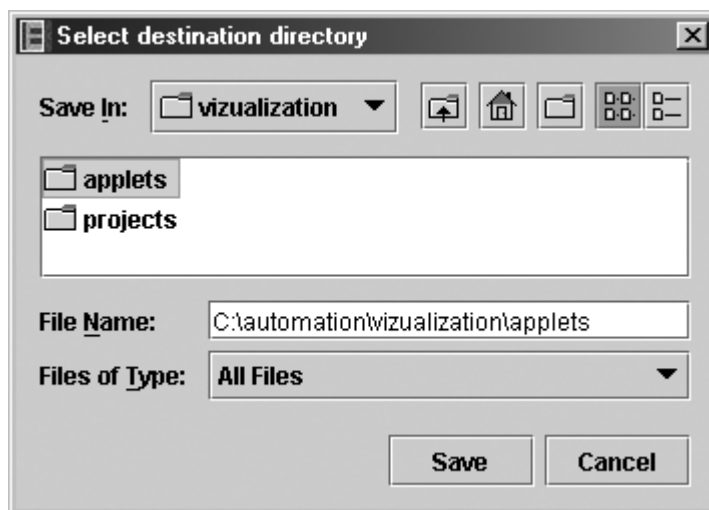 Select destination directory
Save In: vizualization
applets
projects
File Name: C:\automation\vizualization\applets
Files of Type: All Files
Save Cancel